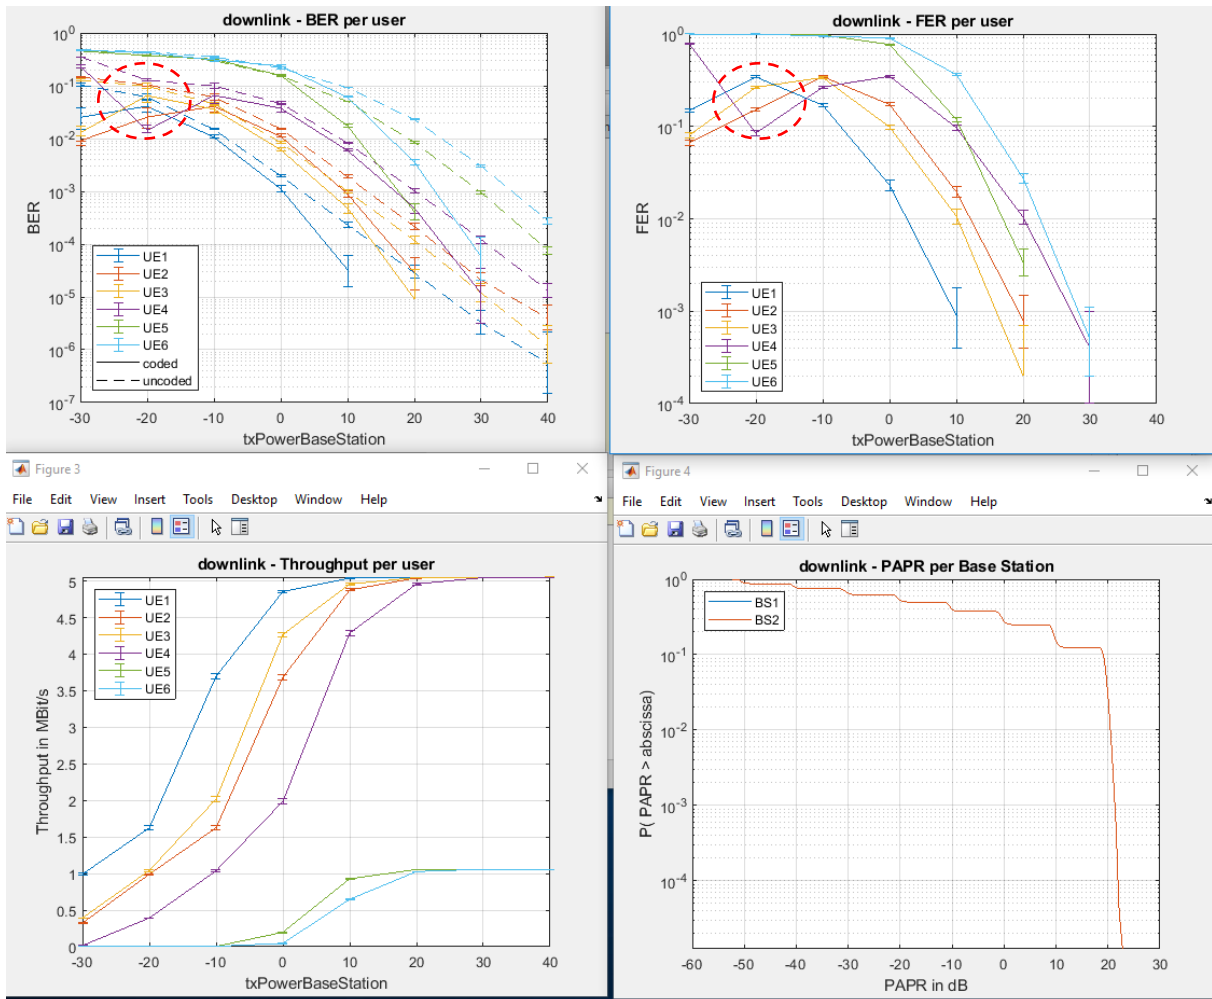 downlink - BER per user
10^0
10^-1
10^-2
10^-3
10^-4
10^-5
10^-6
10^-7
BER
UE1
UE2
UE3
UE4
UE5
UE6
coded
uncoded
-30 -20 -10 0 10 20 30 40
txPowerBaseStation
downlink - FER per user
10^0
10^-1
10^-2
10^-3
10^-4
FER
UE1
UE2
UE3
UE4
UE5
UE6
-30 -20 -10 0 10 20 30 40
txPowerBaseStation
Figure 3
File Edit View Insert Tools Desktop Window Help
downlink - Throughput per user
5
4.5
4
3.5
3
2.5
2
1.5
1
0.5
0
Throughput in MBit/s
UE1
UE2
UE3
UE4
UE5
UE6
-30 -20 -10 0 10 20 30 40
txPowerBaseStation
Figure 4
File Edit View Insert Tools Desktop Window Help
downlink - PAPR per Base Station
10^0
10^-1
10^-2
10^-3
10^-4
P( PAPR > abscissa)
BS1
BS2
-60 -50 -40 -30 -20 -10 0 10 20 30
PAPR in dB